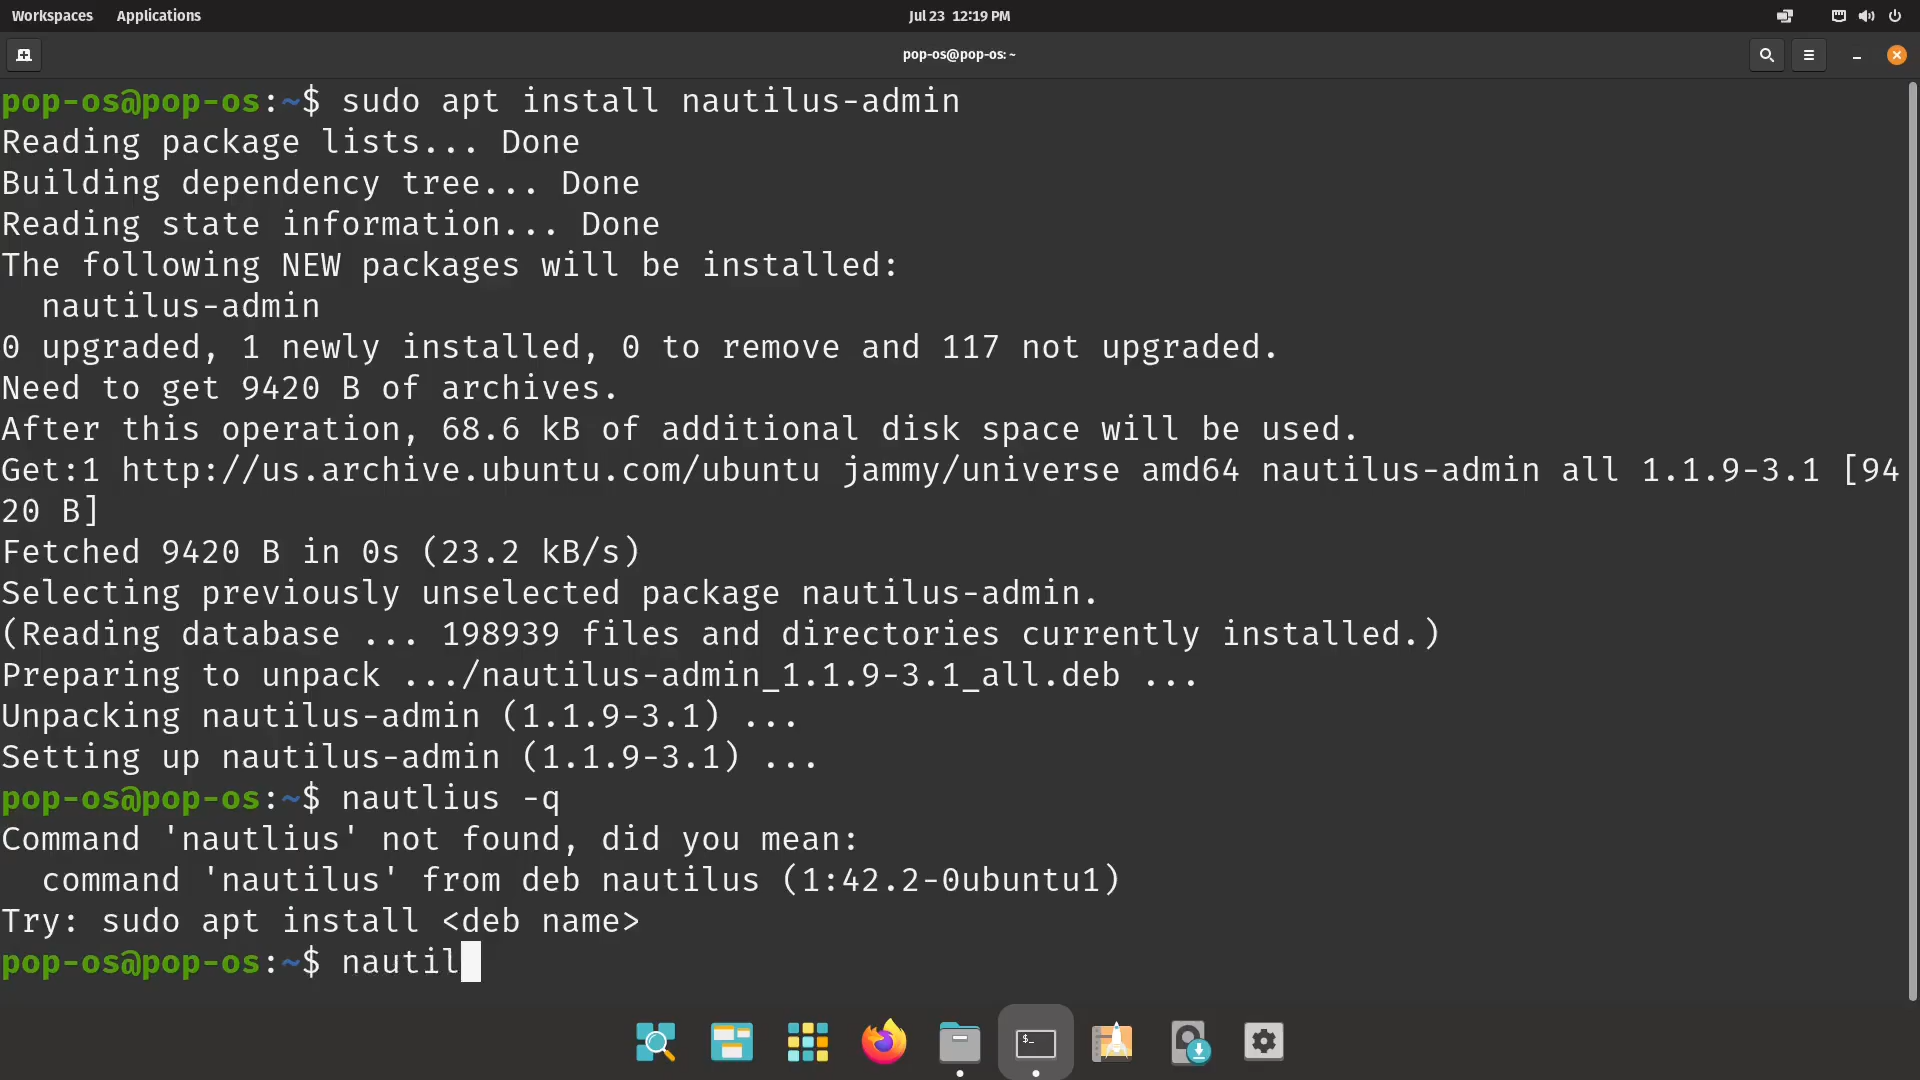 Workspaces Applications Jul 23 12:19 PM
pop-os@pop-os: ~
pop-os@pop-os:~$ sudo apt install nautilus-admin
Reading package lists... Done
Building dependency tree... Done
Reading state information... Done
The following NEW packages will be installed:
  nautilus-admin
0 upgraded, 1 newly installed, 0 to remove and 117 not upgraded.
Need to get 9420 B of archives.
After this operation, 68.6 kB of additional disk space will be used.
Get:1 http://us.archive.ubuntu.com/ubuntu jammy/universe amd64 nautilus-admin all 1.1.9-3.1 [94
20 B]
Fetched 9420 B in 0s (23.2 kB/s)
Selecting previously unselected package nautilus-admin.
(Reading database ... 198939 files and directories currently installed.)
Preparing to unpack .../nautilus-admin_1.1.9-3.1_all.deb ...
Unpacking nautilus-admin (1.1.9-3.1) ...
Setting up nautilus-admin (1.1.9-3.1) ...
pop-os@pop-os:~$ nautlius -q
Command 'nautlius' not found, did you mean:
  command 'nautilus' from deb nautilus (1:42.2-0ubuntu1)
Try: sudo apt install <deb name>
pop-os@pop-os:~$ nautil
$_